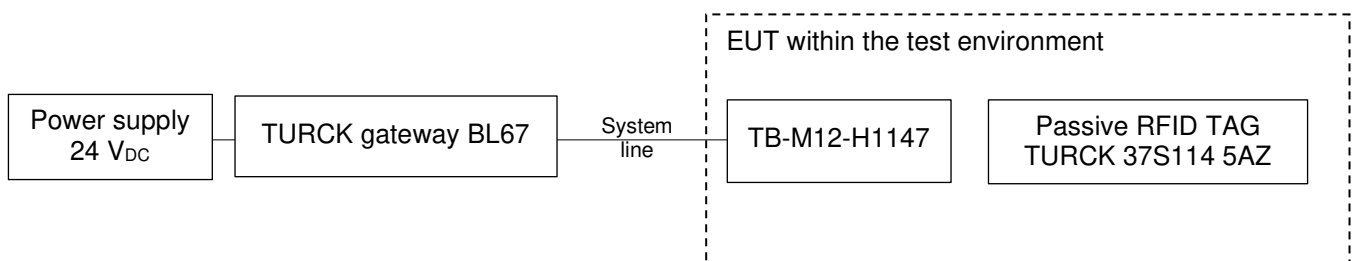 EUT within the test environment
Power supply
24 VDC
TURCK gateway BL67
System
line
TB-M12-H1147
Passive RFID TAG
TURCK 37S114 5AZ